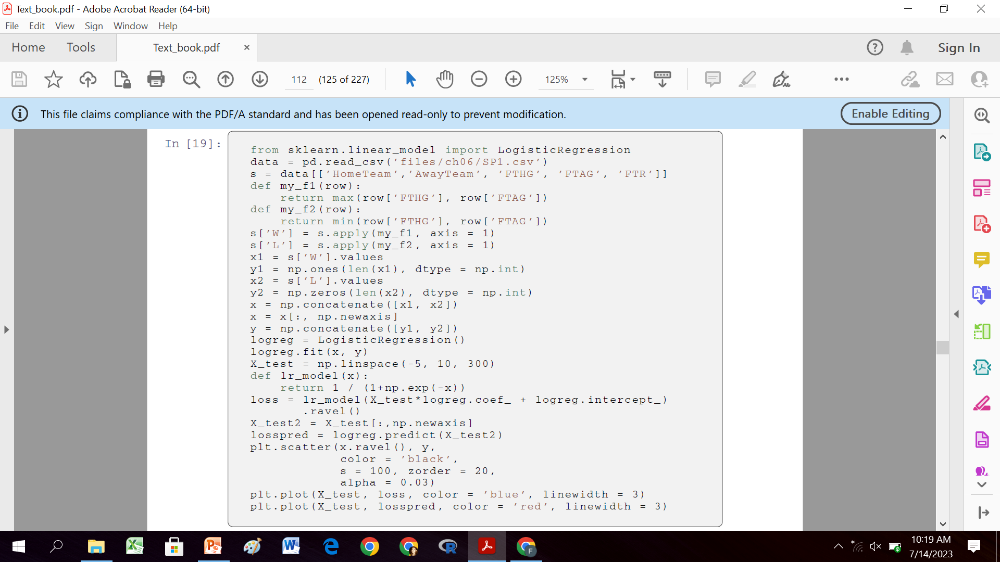 Text_book.pdf - Adobe Acrobat Reader (64-bit)
File Edit View Sign Window Help
Home Tools Text_book.pdf × Sign In
112 (125 of 227) 125%
This file claims compliance with the PDF/A standard and has been opened read-only to prevent modification. Enable Editing
In [19]:
from sklearn.linear_model import LogisticRegression
data = pd.read_csv('files/ch06/SP1.csv')
s = data[['HomeTeam','AwayTeam', 'FTHG', 'FTAG', 'FTR']]
def my_f1(row):
    return max(row['FTHG'], row['FTAG'])
def my_f2(row):
    return min(row['FTHG'], row['FTAG'])
s['W'] = s.apply(my_f1, axis = 1)
s['L'] = s.apply(my_f2, axis = 1)
x1 = s['W'].values
y1 = np.ones(len(x1), dtype = np.int)
x2 = s['L'].values
y2 = np.zeros(len(x2), dtype = np.int)
x = np.concatenate([x1, x2])
x = x[:, np.newaxis]
y = np.concatenate([y1, y2])
logreg = LogisticRegression()
logreg.fit(x, y)
X_test = np.linspace(-5, 10, 300)
def lr_model(x):
    return 1 / (1+np.exp(-x))
loss = lr_model(X_test*logreg.coef_ + logreg.intercept_)
       .ravel()
X_test2 = X_test[:,np.newaxis]
losspred = logreg.predict(X_test2)
plt.scatter(x.ravel(), y,
            color = 'black',
            s = 100, zorder = 20,
            alpha = 0.03)
plt.plot(X_test, loss, color = 'blue', linewidth = 3)
plt.plot(X_test, losspred, color = 'red', linewidth = 3)
10:19 AM
7/14/2023